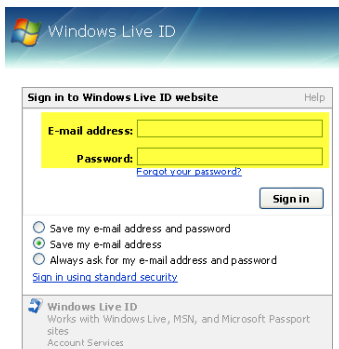 Windows Live ID
Sign in to Windows Live ID website Help
E-mail address:
Password:
Forgot your password?
Sign in
Save my e-mail address and password
Save my e-mail address
Always ask for my e-mail address and password
Sign in using standard security
Windows Live ID
Works with Windows Live, MSN, and Microsoft Passport
sites
Account Services